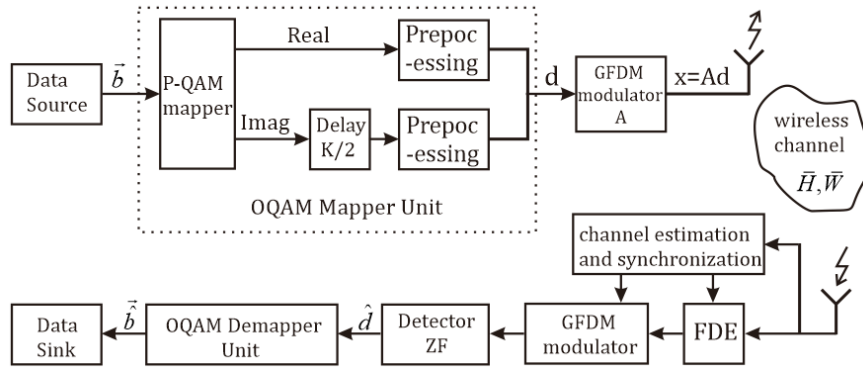 Data
Source
b⃗
P-QAM
mapper
Real
Imag
Delay
K/2
Prepoc
-essing
Prepoc
-essing
OQAM Mapper Unit
d
GFDM
modulator
A
x=Ad
wireless
channel
H̄,W̄
channel estimation
and synchronization
FDE
GFDM
modulator
Detector
ZF
d̂
OQAM Demapper
Unit
b̂⃗
Data
Sink